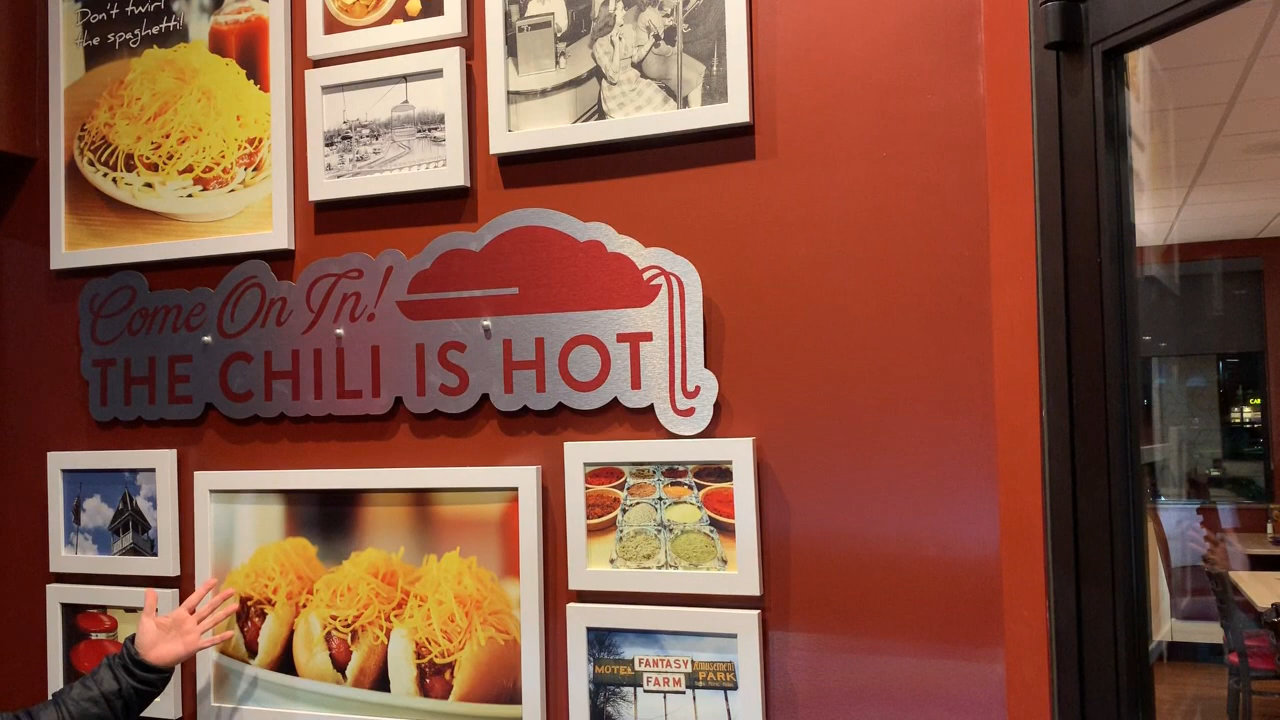 Don't twirl
the spaghetti!
Come On In!
THE CHILI IS HOT
MOTEL
FANTASY
FARM
Amusement
PARK